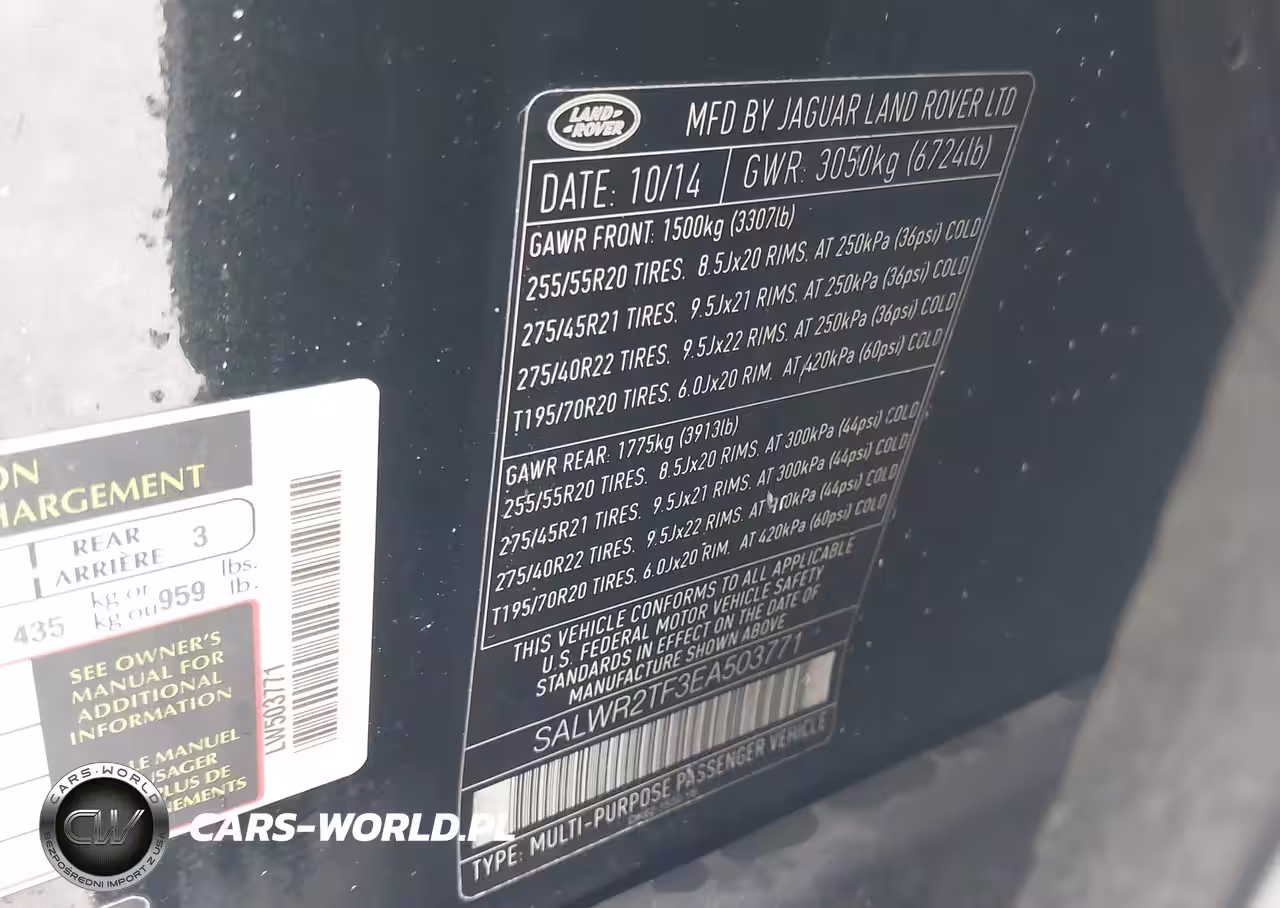 LAND-
-ROVER
MFD BY JAGUAR LAND ROVER LTD
DATE: 10/14
GWR: 3050kg (6724lb)
GAWR FRONT: 1500kg (3307lb)
255/55R20 TIRES. 8.5Jx20 RIMS. AT 250kPa (36psi) COLD
275/45R21 TIRES. 9.5Jx21 RIMS. AT 250kPa (36psi) COLD
275/40R22 TIRES. 9.5Jx22 RIMS. AT 250kPa (36psi) COLD
T195/70R20 TIRES. 6.0Jx20 RIM. AT 420kPa (60psi) COLD
GAWR REAR: 1775kg (3913lb)
255/55R20 TIRES. 8.5Jx20 RIMS. AT 300kPa (44psi) COLD
275/45R21 TIRES. 9.5Jx21 RIMS. AT 300kPa (44psi) COLD
275/40R22 TIRES. 9.5Jx22 RIMS. AT kPa (44psi) COLD
T195/70R20 TIRES. 6.0Jx20 RIM. AT 420kPa (60psi) COLD
THIS VEHICLE CONFORMS TO ALL APPLICABLE
U.S. FEDERAL MOTOR VEHICLE SAFETY
STANDARDS IN EFFECT ON THE DATE OF
MANUFACTURE SHOWN ABOVE
SALWR2TF3EA503771
TYPE: MULTI-PURPOSE PASSENGER VEHICLE
ON
HARGEMENT
REAR
ARRIÈRE 3
435 kg or 959 lbs.
kg ou lb.
SEE OWNER'S
MANUAL FOR
ADDITIONAL
INFORMATION
LE MANUEL
USAGER
PLUS DE
NEMENTS
LW503771
CARS-WORLD
CW
BEZPOŚREDNI IMPORT Z USA
CARS-WORLD.PL